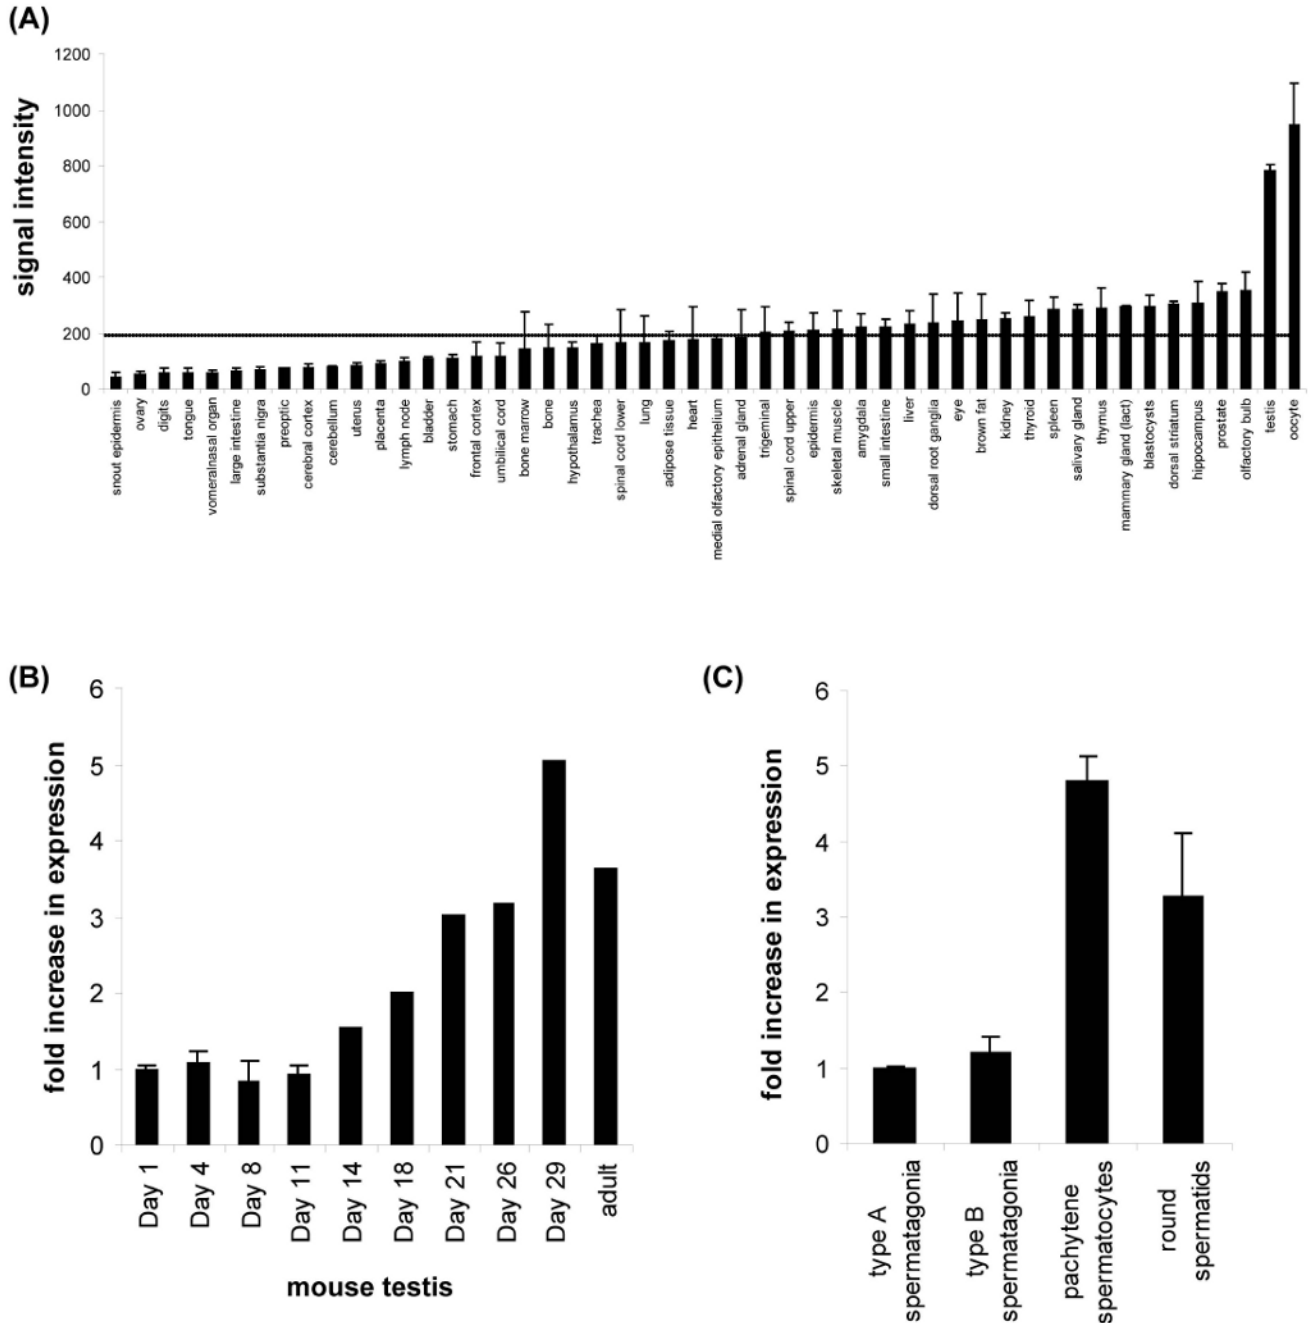 (A)
signal intensity
1200
1000
800
600
400
200
0
snout epidermis
ovary
digits
tongue
vomeralnasal organ
large intestine
substantia nigra
preoptic
cerebral cortex
cerebellum
uterus
placenta
lymph node
bladder
stomach
frontal cortex
umbilical cord
bone marrow
bone
hypothalamus
trachea
spinal cord lower
lung
adipose tissue
heart
medial olfactory epithelium
adrenal gland
trigeminal
spinal cord upper
epidermis
skeletal muscle
amygdala
small intestine
liver
dorsal root ganglia
eye
brown fat
kidney
thyroid
spleen
salivary gland
thymus
mammary gland (lact)
blastocysts
dorsal striatum
hippocampus
prostate
olfactory bulb
testis
oocyte
(B)
fold increase in expression
6
5
4
3
2
1
0
Day 1
Day 4
Day 8
Day 11
Day 14
Day 18
Day 21
Day 26
Day 29
adult
mouse testis
(C)
fold increase in expression
6
5
4
3
2
1
0
type A
spermatagonia
type B
spermatagonia
pachytene
spermatocytes
round
spermatids